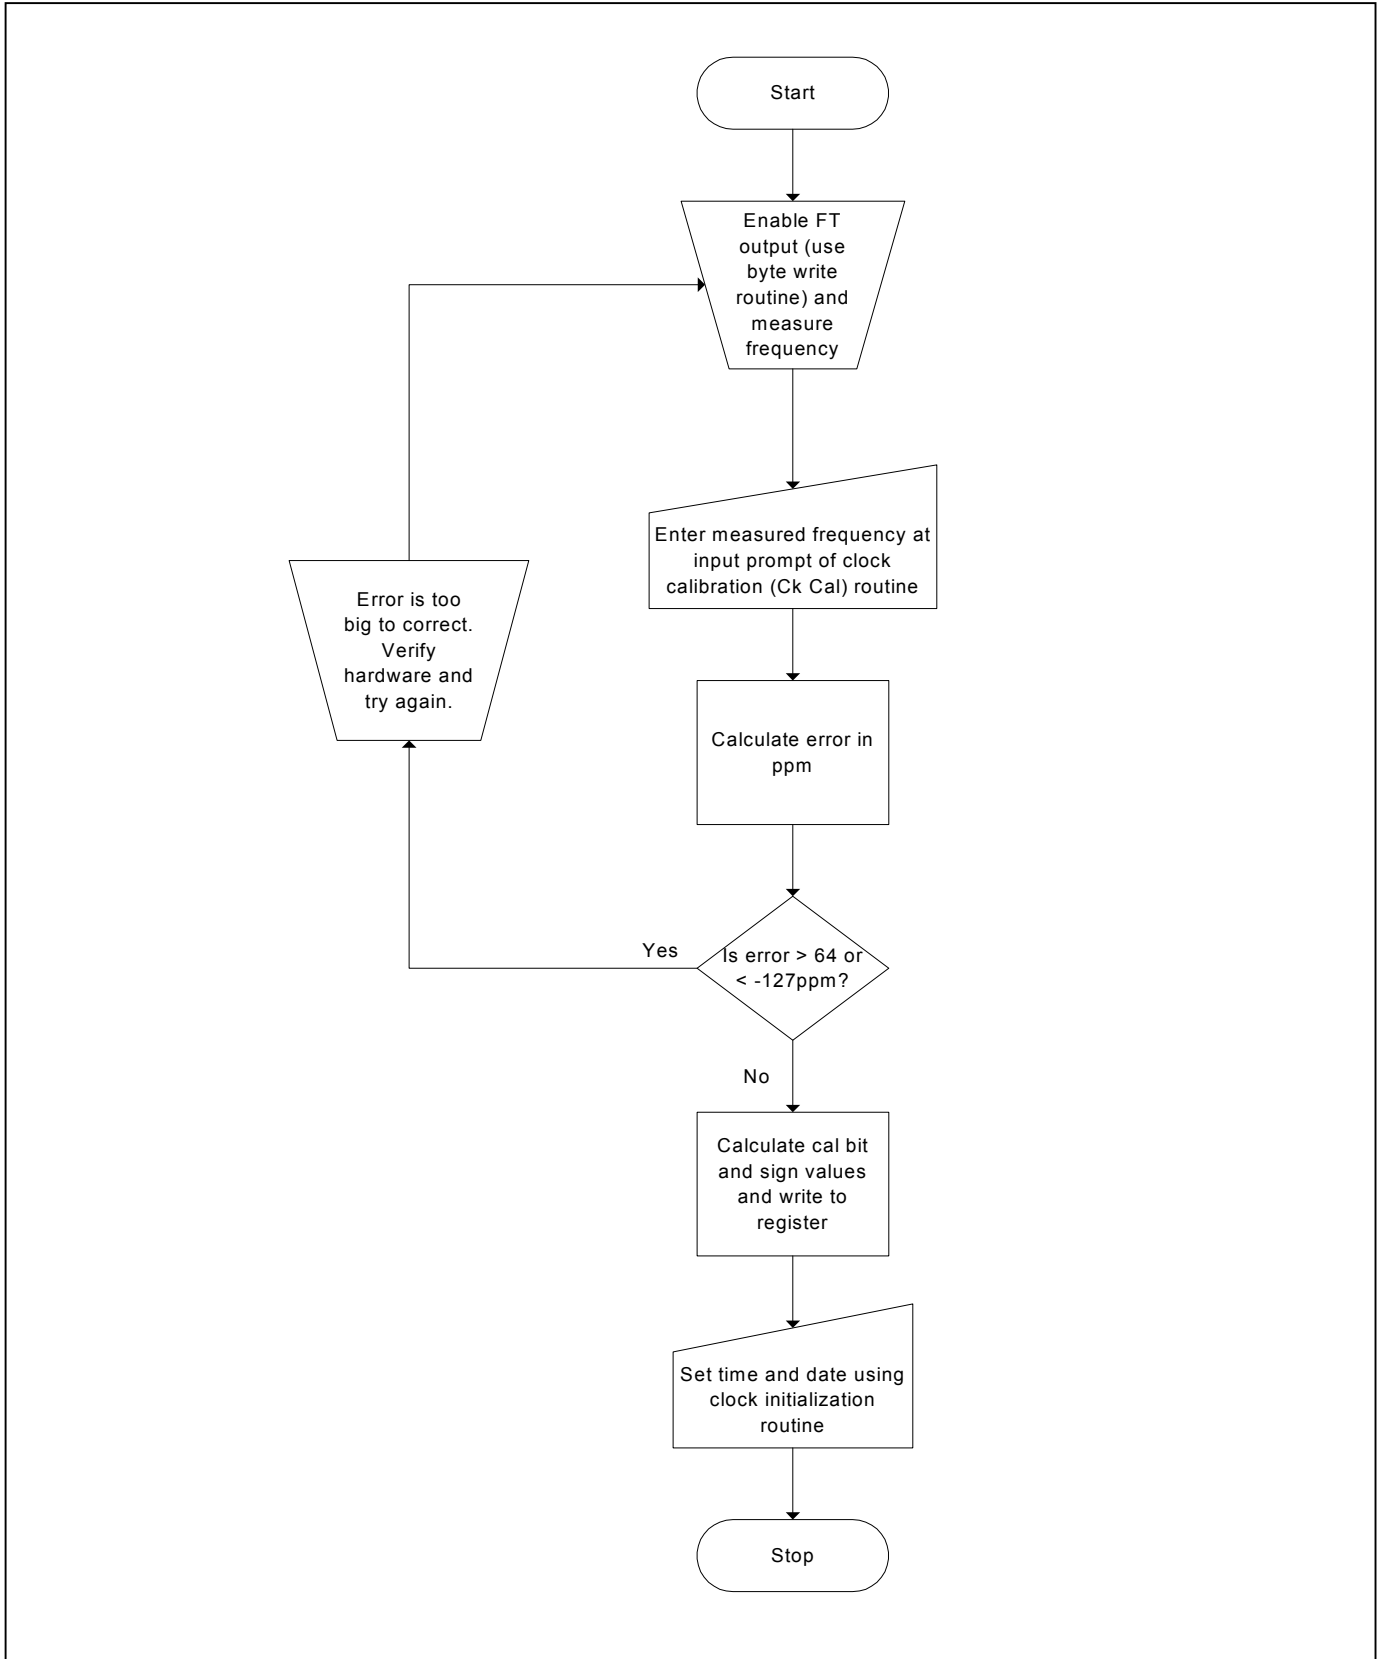 Start
Enable FT
output (use
byte write
routine) and
measure
frequency
Enter measured frequency at
input prompt of clock
calibration (Ck Cal) routine
Error is too
big to correct.
Verify
hardware and
try again.
Calculate error in
ppm
Yes
Is error > 64 or
< -127ppm?
No
Calculate cal bit
and sign values
and write to
register
Set time and date using
clock initialization
routine
Stop